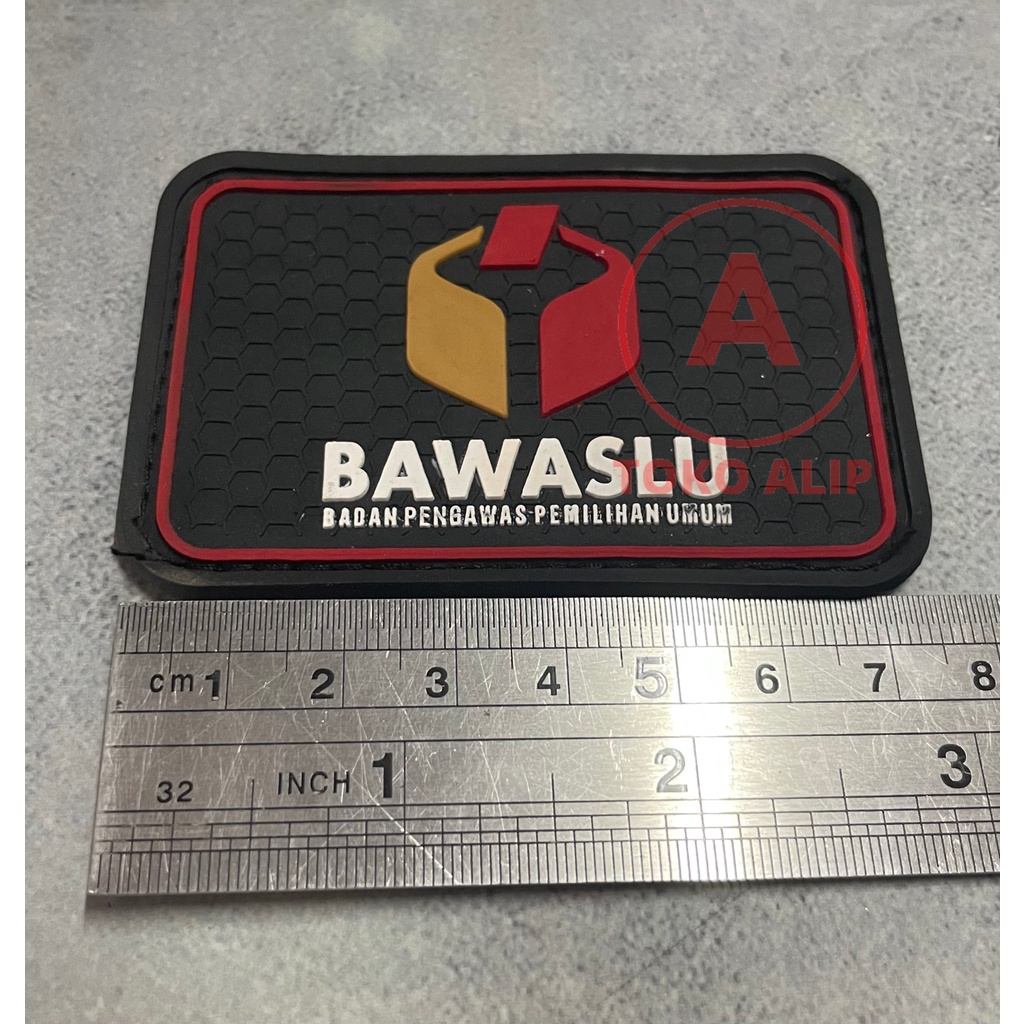 A
BAWASLU
TOKO ALIP
BADAN PENGAWAS PEMILIHAN UMUM
cm 1 2 3 4 5 6 7 8
32 INCH 1 2 3